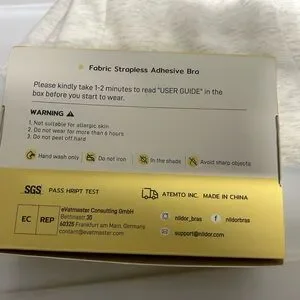 Fabric Strapless Adhesive Bra
Please kindly take 1-2 minutes to read "USER GUIDE" in the
box before you start to wear.
WARNING
1. Not suitable for allergic skin
2. Do not wear for more than 6 hours
3. Do not peel off hard
Hand wash only Do not iron In the shade Avoid sharp objects
SGS PASS HRIPT TEST ATEMTO INC. MADE IN CHINA
EC REP
eVatmaster Consulting GmbH
Bettinastr. 30
60325 Frankfurt am Main, Germany
contact@evatmaster.com
niidor_bras niidorbras
support@niidor.com